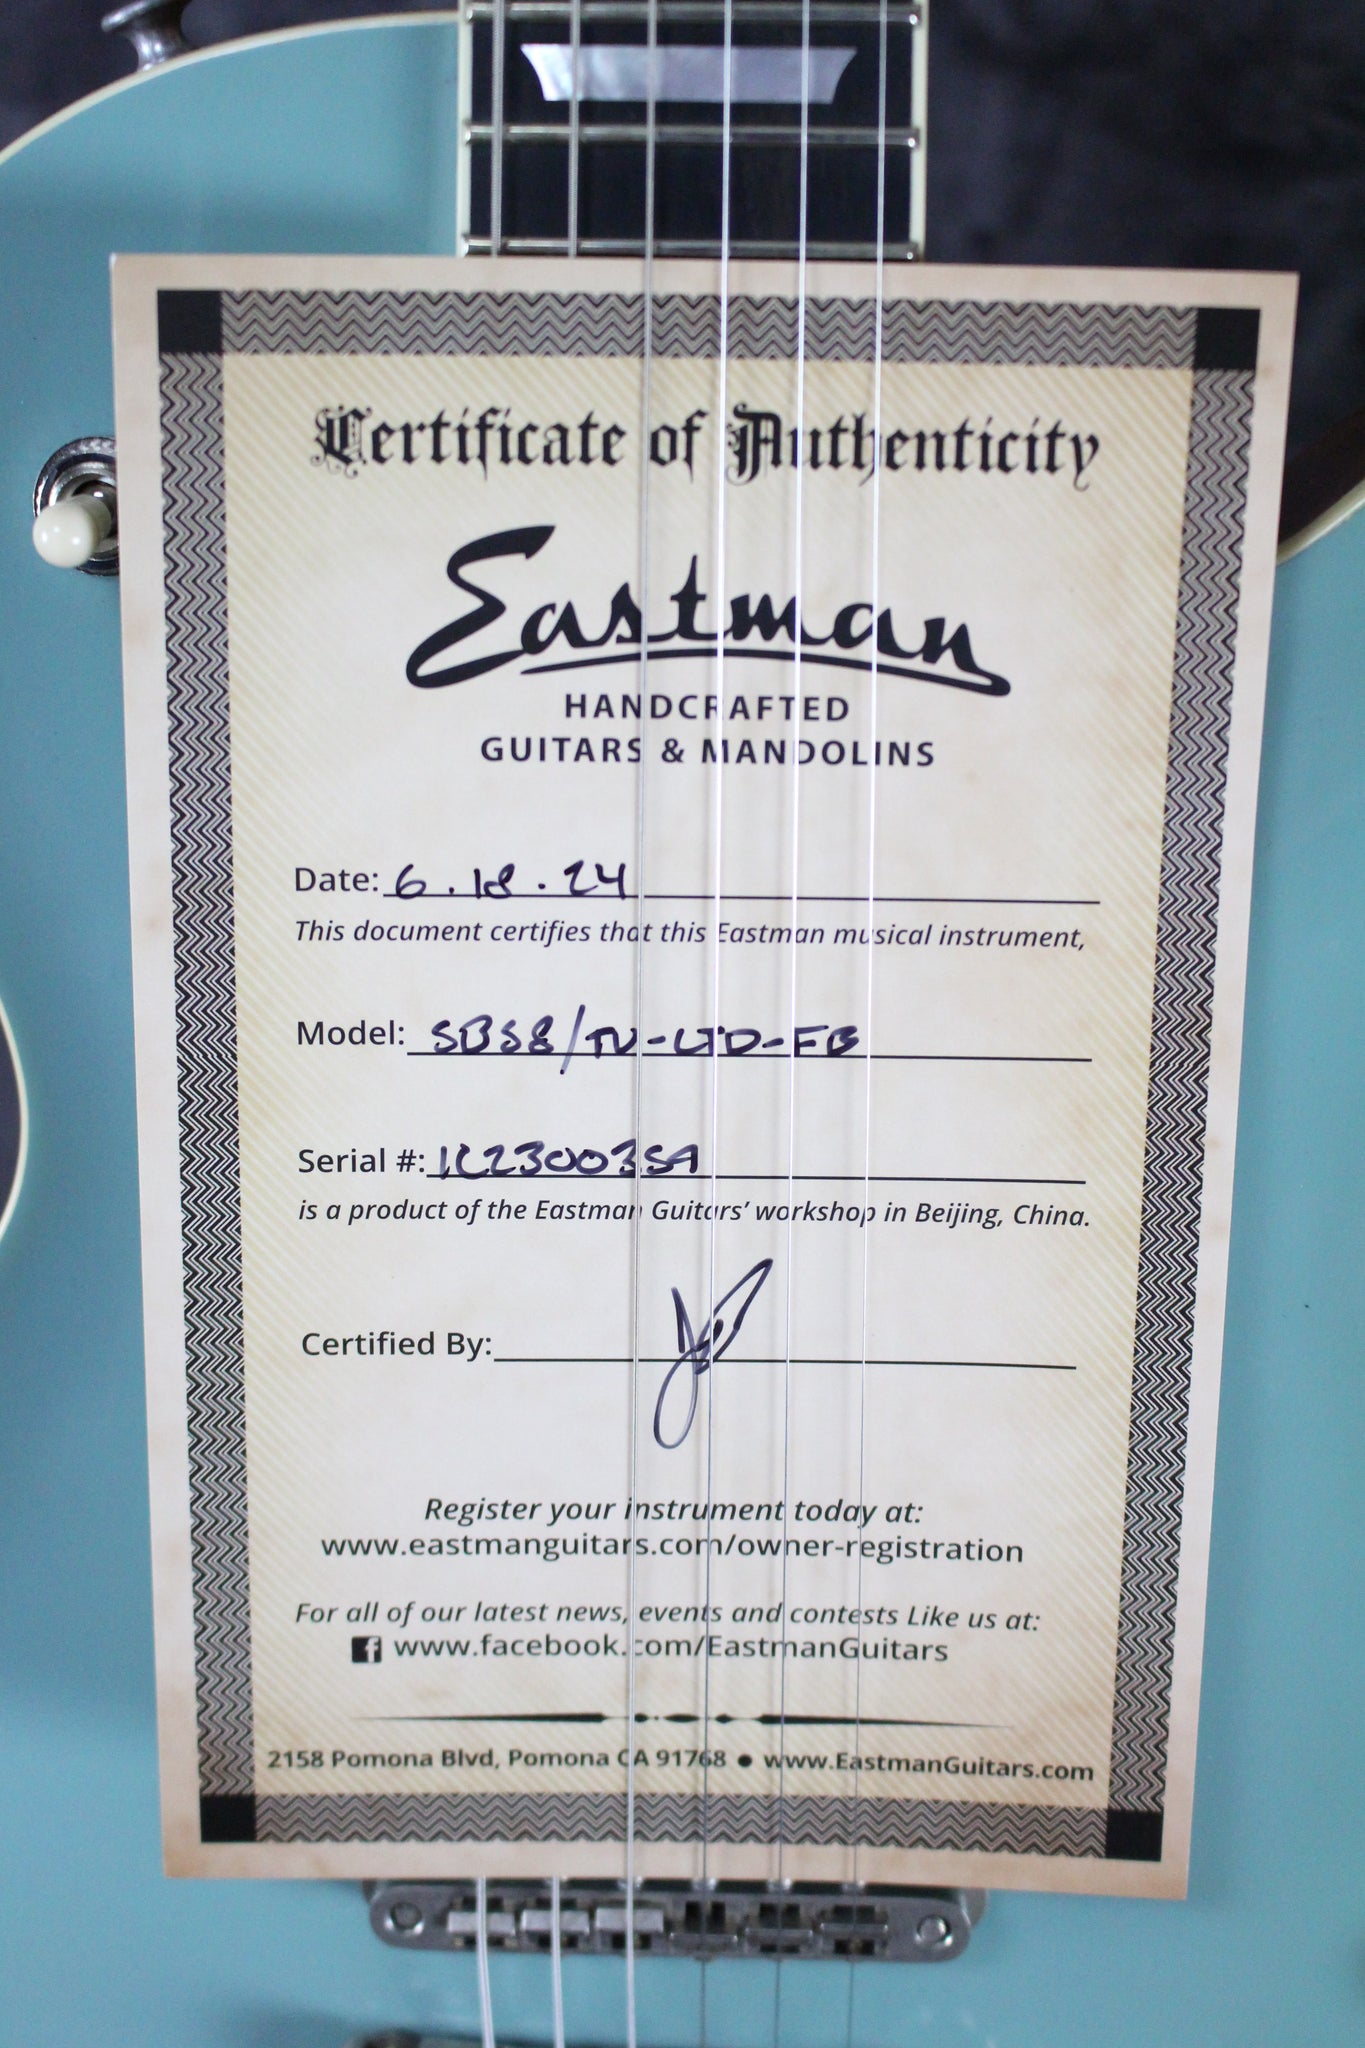 Certificate of Authenticity
Eastman
HANDCRAFTED
GUITARS & MANDOLINS
Date: 6.18.24
This document certifies that this Eastman musical instrument,
Model: SB58/TV-LTD-FB
Serial #:
is a product of the Eastman Guitars' workshop in Beijing, China.
Certified By:
Register your instrument today at:
www.eastmanguitars.com/owner-registration
For all of our latest news, events and contests Like us at:
f www.facebook.com/EastmanGuitars
2158 Pomona Blvd, Pomona CA 91768 ● www.EastmanGuitars.com